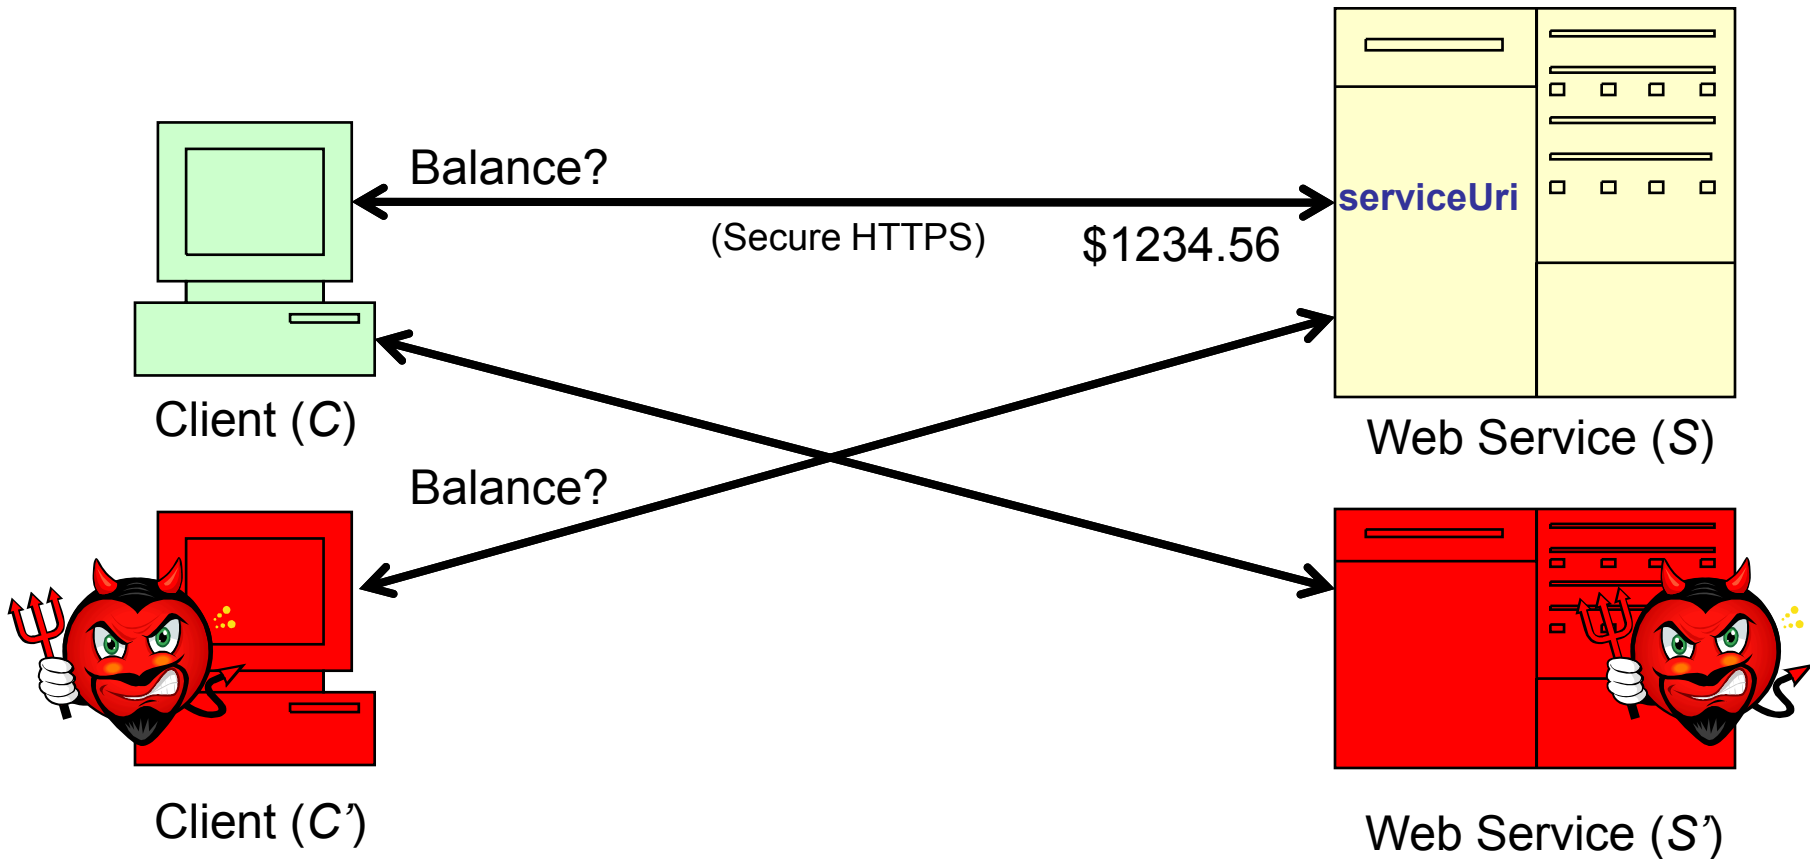 Balance?
serviceUri
(Secure HTTPS)
$1234.56
Client (C)
Web Service (S)
Balance?
Client (C’)
Web Service (S’)